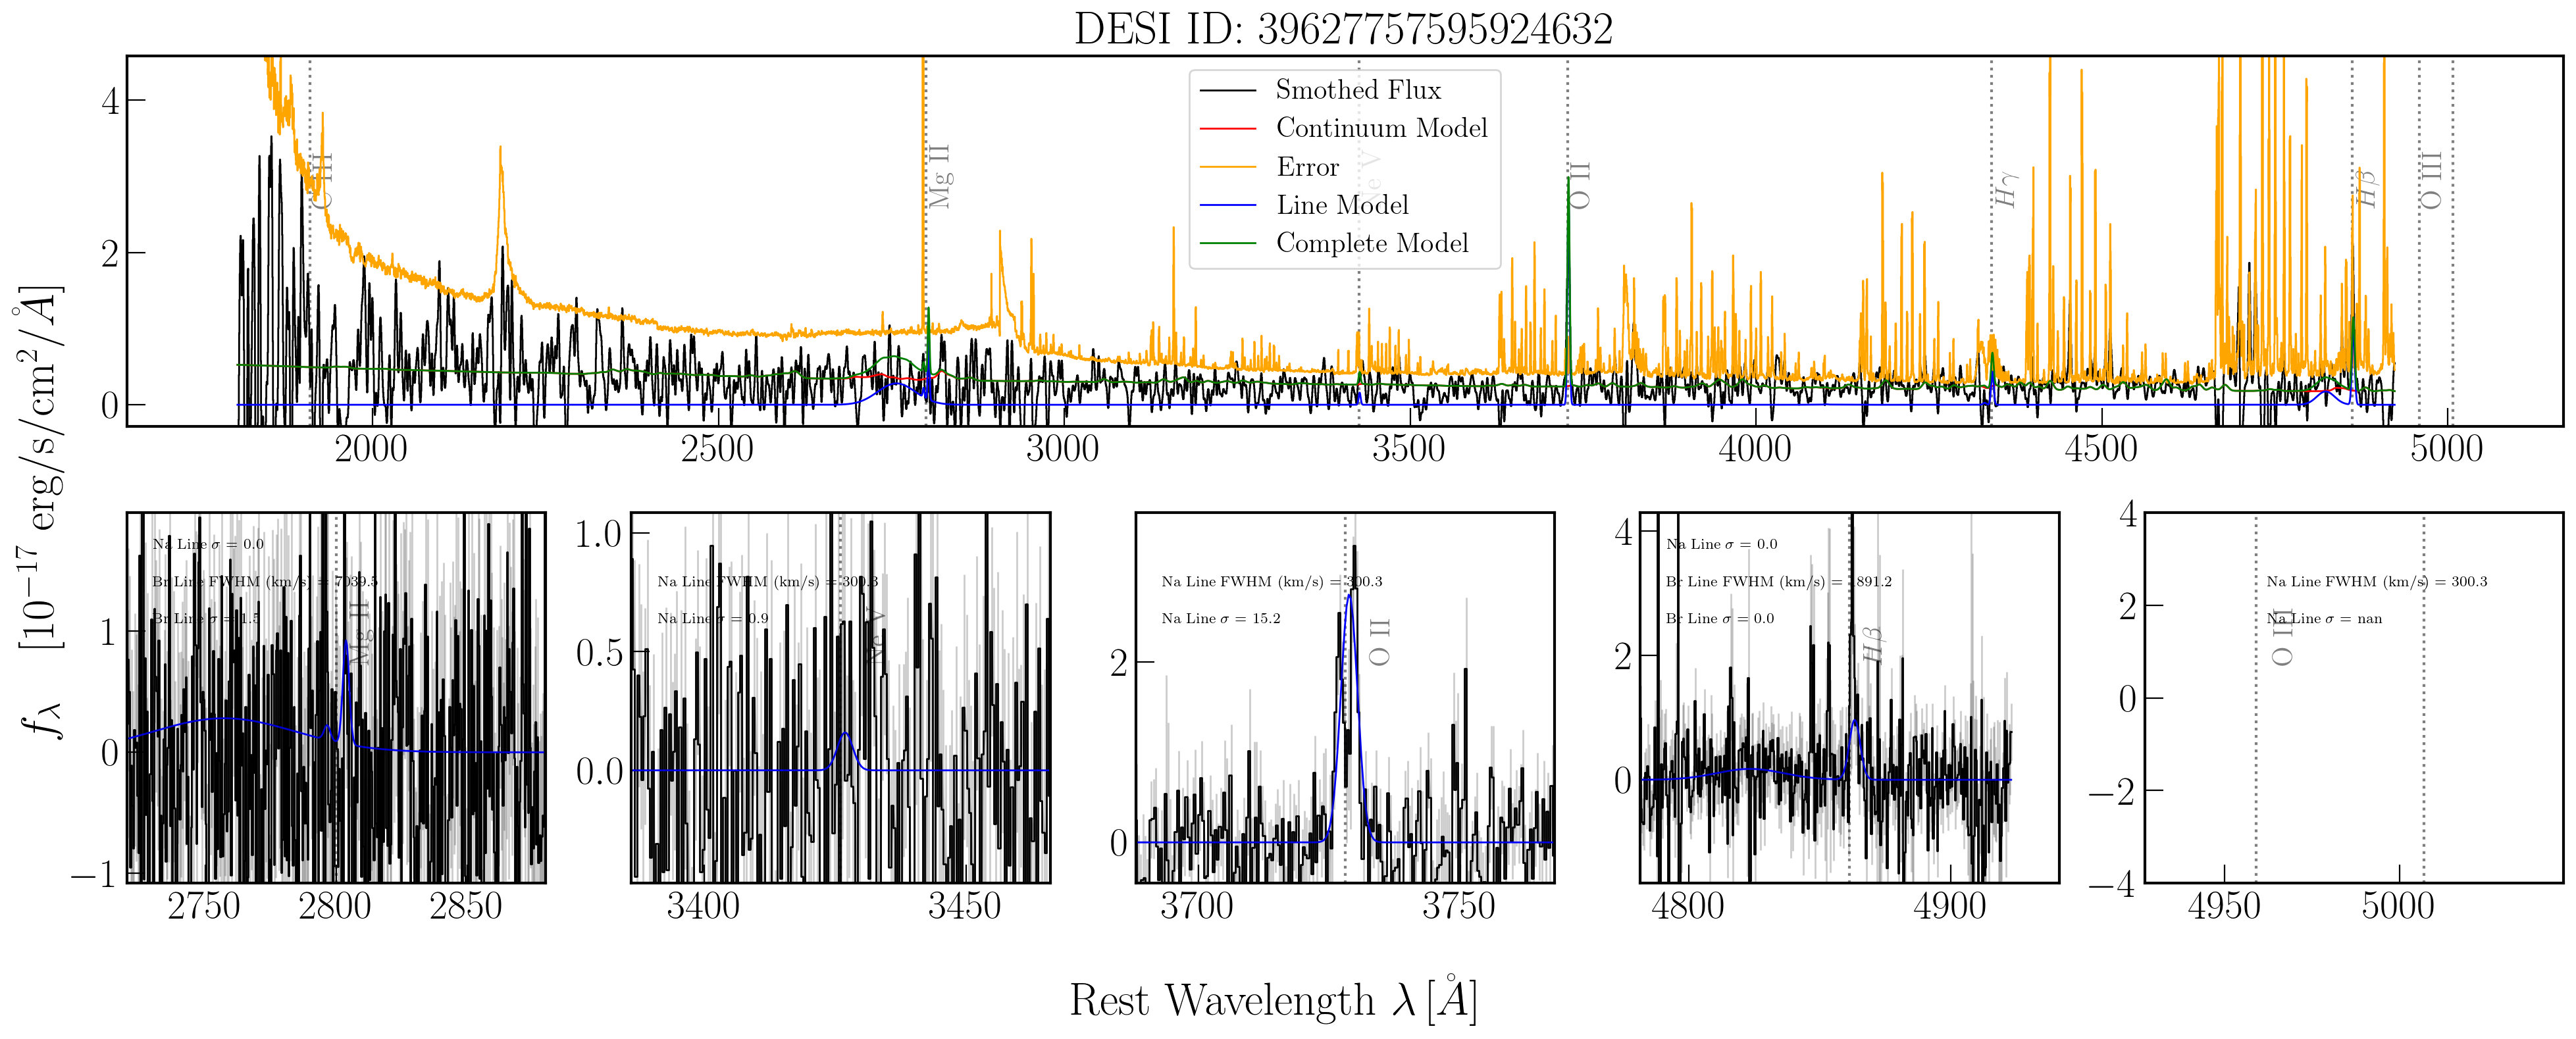 DESI ID: 39627757595924632
Smothed Flux
Continuum Model
Error
Line Model
Complete Model
C III
Mg II
Ne V
O II
Hγ
Hβ
O III
4
2
0
2000 2500 3000 3500 4000 4500 5000
f_λ [10^{−17} erg/s/cm^2/Å]
Na Line σ = 0.0
Br Line FWHM (km/s) = 7039.5
Br Line σ = 1.5
Mg II
1
0
−1
2750 2800 2850
Na Line FWHM (km/s) = 300.3
Na Line σ = 0.9
Ne V
1.0
0.5
0.0
3400 3450
Na Line FWHM (km/s) = 300.3
Na Line σ = 15.2
O II
2
0
3700 3750
Na Line σ = 0.0
Br Line FWHM (km/s) = 1891.2
Br Line σ = 0.0
Hβ
4
2
0
4800 4900
Na Line FWHM (km/s) = 300.3
Na Line σ = nan
O III
4
2
0
−2
−4
4950 5000
Rest Wavelength λ [Å]